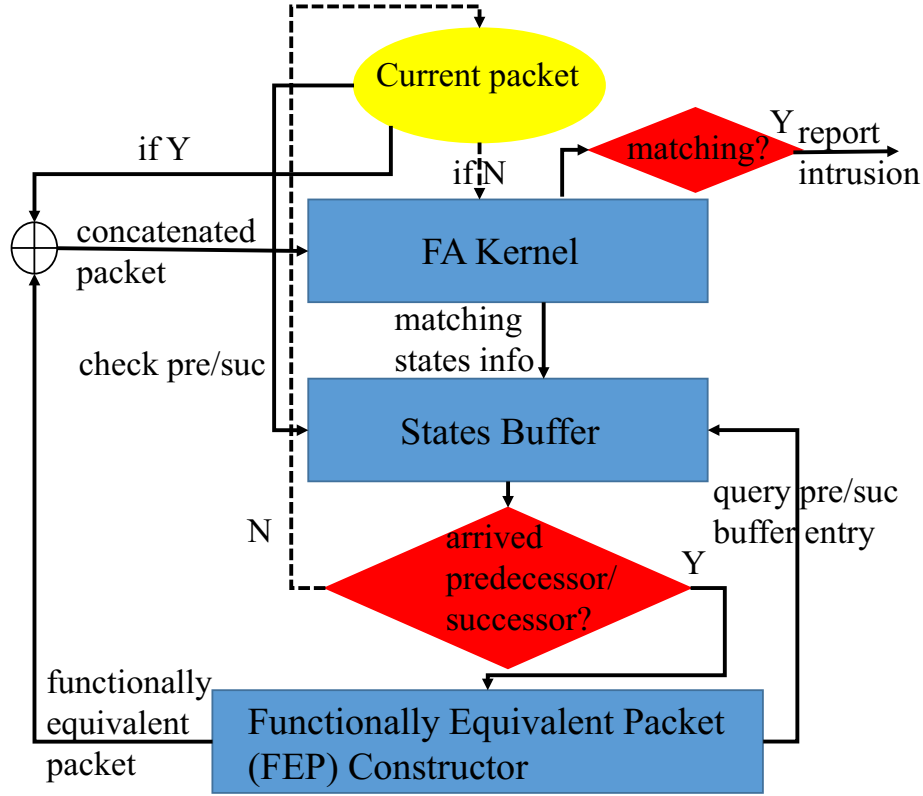 Current packet
if Y
if N
matching?
Y
report
intrusion
concatenated
packet
FA Kernel
matching
states info
check pre/suc
States Buffer
query pre/suc
buffer entry
N
arrived
predecessor/
successor?
Y
functionally
equivalent
packet
Functionally Equivalent Packet
(FEP) Constructor